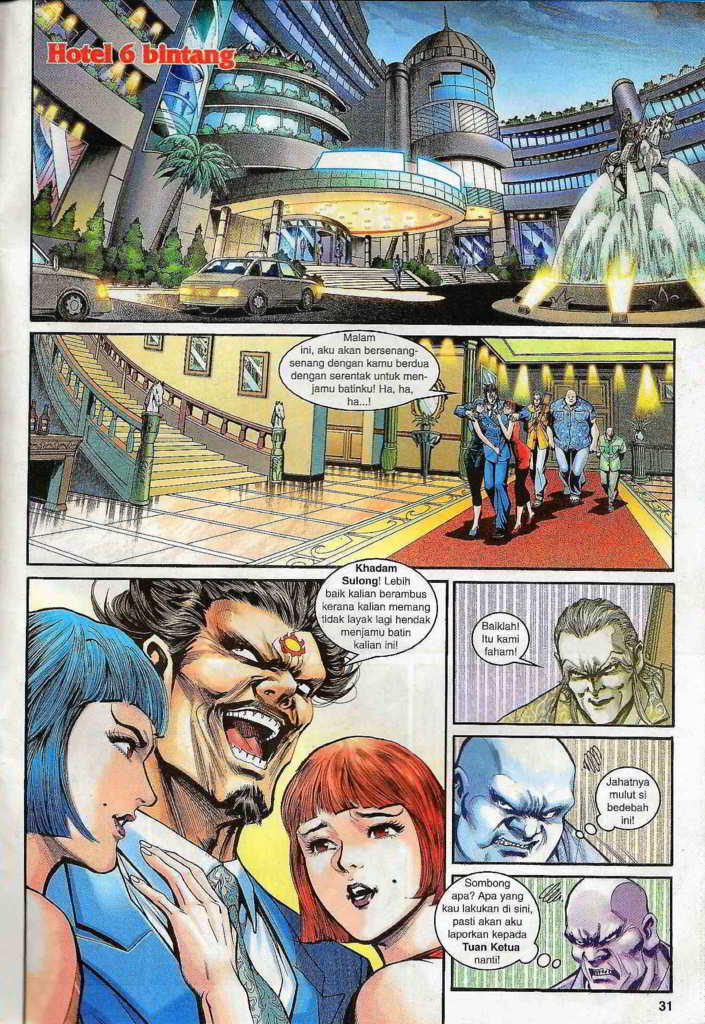 Hotel 6 bintang
Malam
ini, aku akan bersenang-
senang dengan kamu berdua
dengan serentak untuk men-
jamu batinku! Ha, ha,
ha...!
Khadam
Sulong! Lebih
baik kalian berambus
kerana kalian memang
tidak layak lagi hendak
menjamu batin
kalian ini!
Baiklah!
Itu kami
faham!
Jahatnya
mulut si
bedebah
ini!
Sombong
apa? Apa yang
kau lakukan di sini,
pasti akan aku
laporkan kepada
Tuan Ketua
nanti!
31